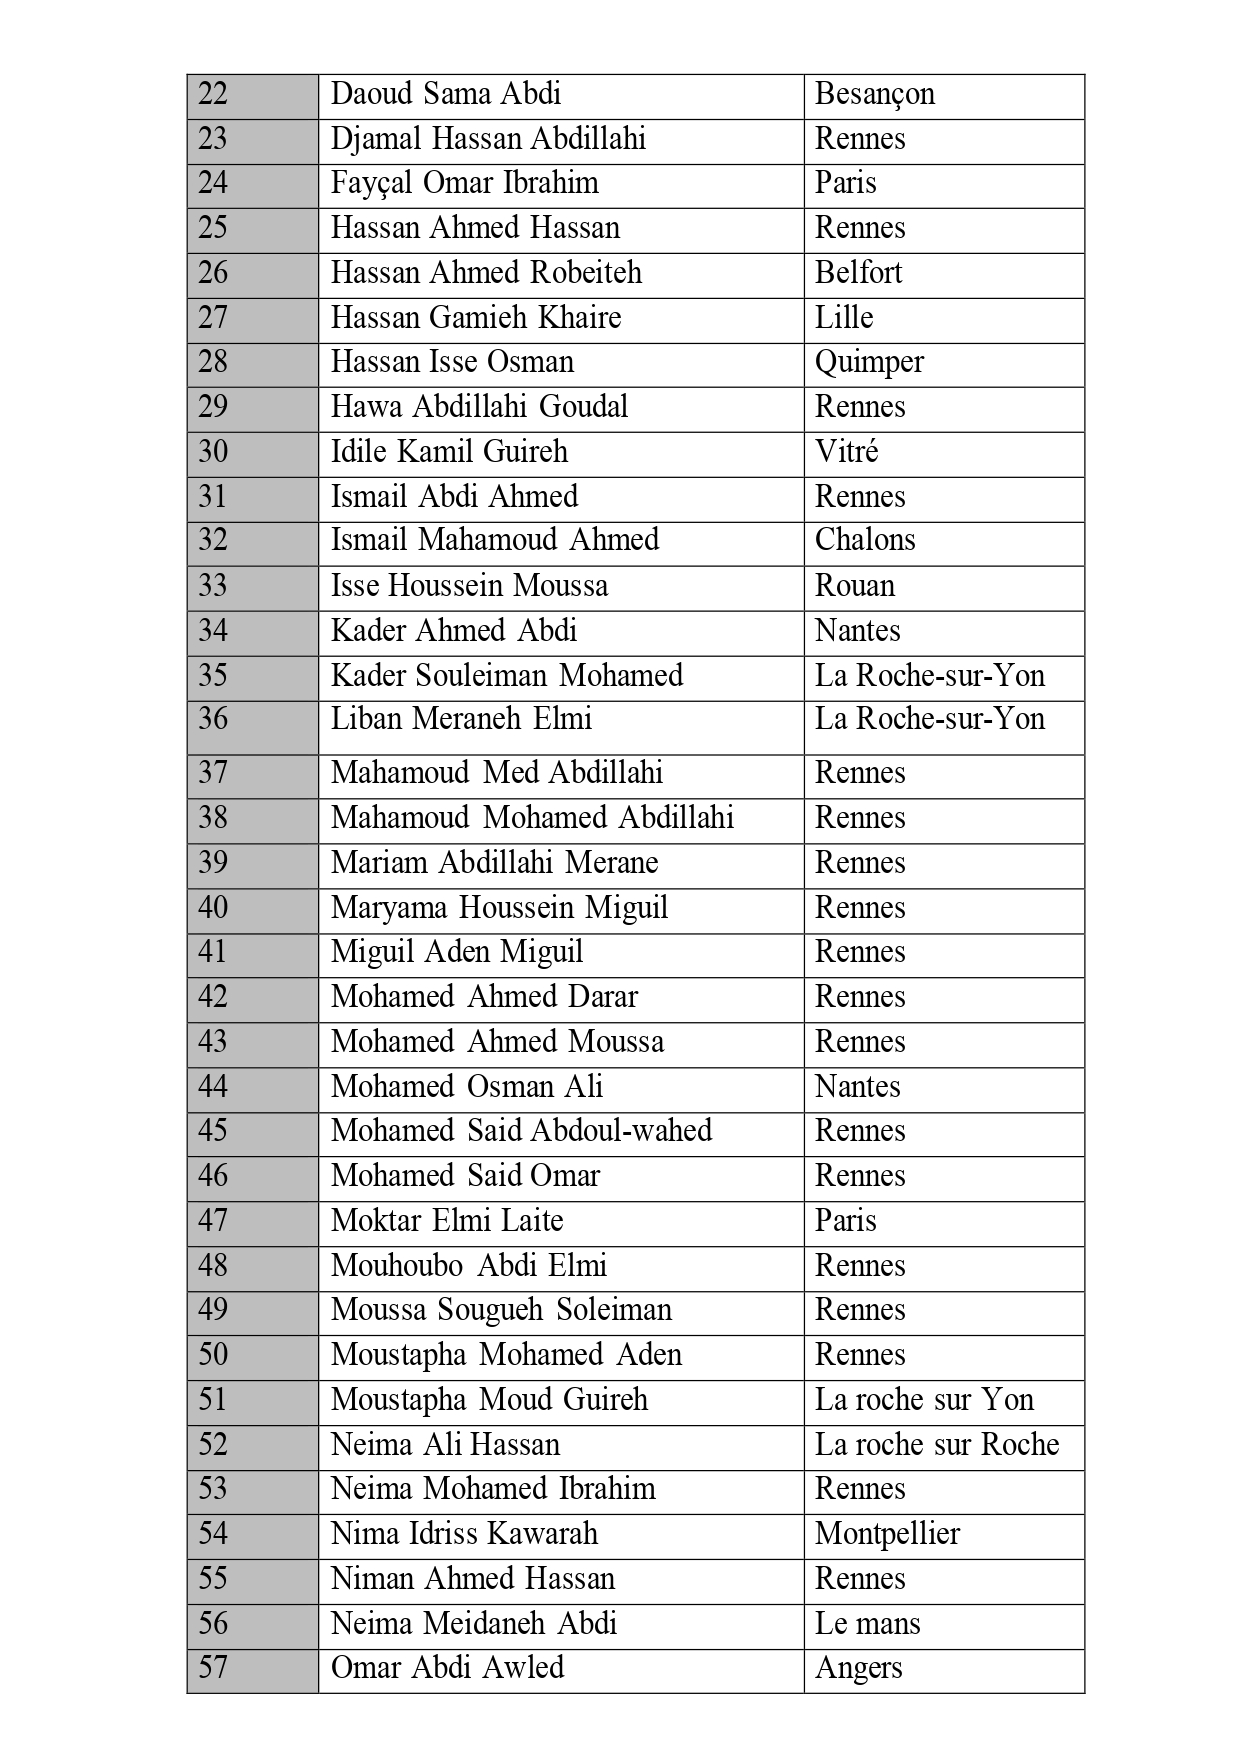 22 Daoud Sama Abdi Besançon
23 Djamal Hassan Abdillahi Rennes
24 Fayçal Omar Ibrahim Paris
25 Hassan Ahmed Hassan Rennes
26 Hassan Ahmed Robeiteh Belfort
27 Hassan Gamieh Khaire Lille
28 Hassan Isse Osman Quimper
29 Hawa Abdillahi Goudal Rennes
30 Idile Kamil Guireh Vitré
31 Ismail Abdi Ahmed Rennes
32 Ismail Mahamoud Ahmed Chalons
33 Isse Houssein Moussa Rouan
34 Kader Ahmed Abdi Nantes
35 Kader Souleiman Mohamed La Roche-sur-Yon
36 Liban Meraneh Elmi La Roche-sur-Yon
37 Mahamoud Med Abdillahi Rennes
38 Mahamoud Mohamed Abdillahi Rennes
39 Mariam Abdillahi Merane Rennes
40 Maryama Houssein Miguil Rennes
41 Miguil Aden Miguil Rennes
42 Mohamed Ahmed Darar Rennes
43 Mohamed Ahmed Moussa Rennes
44 Mohamed Osman Ali Nantes
45 Mohamed Said Abdoul-wahed Rennes
46 Mohamed Said Omar Rennes
47 Moktar Elmi Laite Paris
48 Mouhoubo Abdi Elmi Rennes
49 Moussa Sougueh Soleiman Rennes
50 Moustapha Mohamed Aden Rennes
51 Moustapha Moud Guireh La roche sur Yon
52 Neima Ali Hassan La roche sur Roche
53 Neima Mohamed Ibrahim Rennes
54 Nima Idriss Kawarah Montpellier
55 Niman Ahmed Hassan Rennes
56 Neima Meidaneh Abdi Le mans
57 Omar Abdi Awled Angers